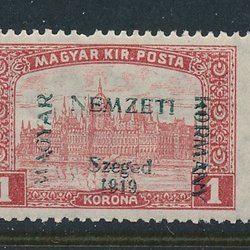 MAGYAR KIR. POSTA
MAGYAR
NEMZETI
KORMÁNY
Szeged
1919
1
KORONA
1